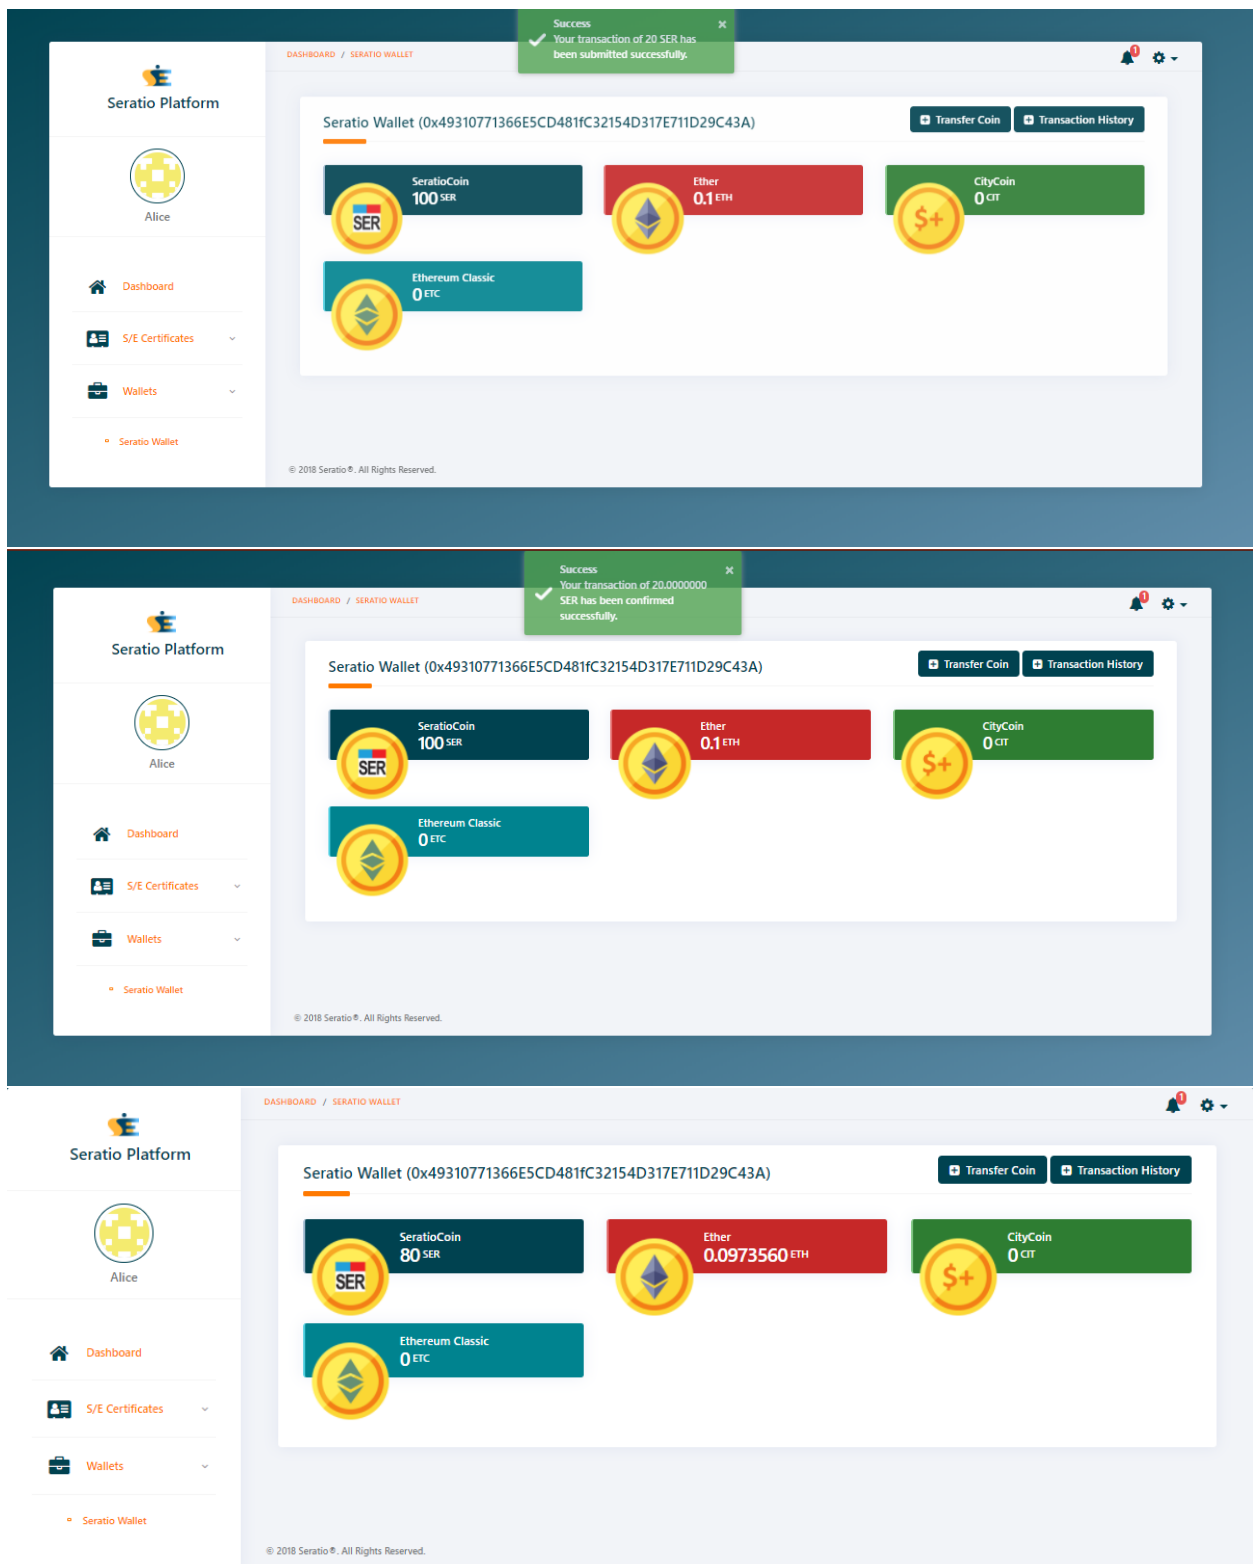 Success ×
Your transaction of 20 SER has
been submitted successfully.
DASHBOARD / SERATIO WALLET
1
Seratio Platform
Seratio Wallet (0x49310771366E5CD481fC32154D317E711D29C43A)
Transfer Coin
Transaction History
Alice
SeratioCoin
100 SER
SER
Ether
0.1 ETH
CityCoin
0 CIT
$+
Ethereum Classic
0 ETC
Dashboard
S/E Certificates
Wallets
Seratio Wallet
© 2018 Seratio®. All Rights Reserved.
Success ×
Your transaction of 20.0000000
SER has been confirmed
successfully.
DASHBOARD / SERATIO WALLET
1
Seratio Platform
Seratio Wallet (0x49310771366E5CD481fC32154D317E711D29C43A)
Transfer Coin
Transaction History
Alice
SeratioCoin
100 SER
SER
Ether
0.1 ETH
CityCoin
0 CIT
$+
Ethereum Classic
0 ETC
Dashboard
S/E Certificates
Wallets
Seratio Wallet
© 2018 Seratio®. All Rights Reserved.
DASHBOARD / SERATIO WALLET
1
Seratio Platform
Seratio Wallet (0x49310771366E5CD481fC32154D317E711D29C43A)
Transfer Coin
Transaction History
Alice
SeratioCoin
80 SER
SER
Ether
0.0973560 ETH
CityCoin
0 CIT
$+
Ethereum Classic
0 ETC
Dashboard
S/E Certificates
Wallets
Seratio Wallet
© 2018 Seratio®. All Rights Reserved.